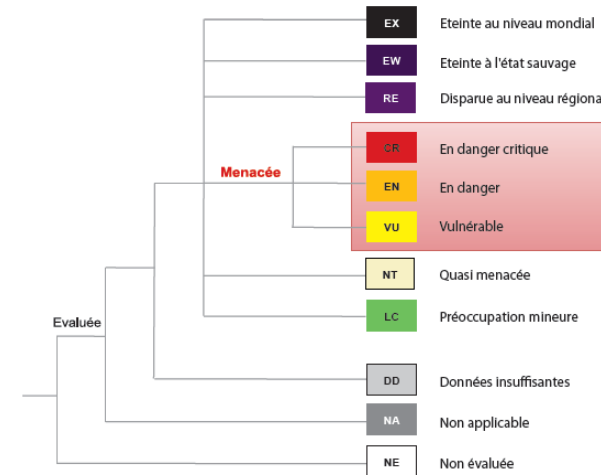 EX Eteinte au niveau mondial
EW Eteinte à l'état sauvage
RE Disparue au niveau régiona
CR En danger critique
Menacée
EN En danger
VU Vulnérable
NT Quasi menacée
LC Préoccupation mineure
Evaluée
DD Données insuffisantes
NA Non applicable
NE Non évaluée